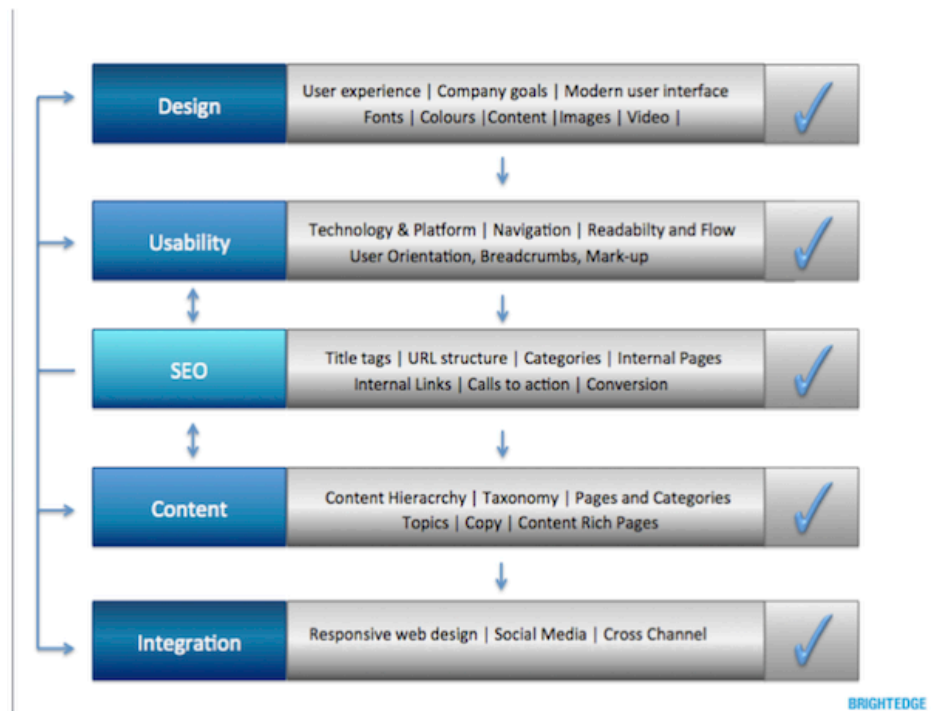 Design
User experience | Company goals | Modern user interface
Fonts | Colours |Content |Images | Video |
Usability
Technology & Platform | Navigation | Readabilty and Flow
User Orientation, Breadcrumbs, Mark-up
SEO
Title tags | URL structure | Categories | Internal Pages
Internal Links | Calls to action | Conversion
Content
Content Hieracrchy | Taxonomy | Pages and Categories
Topics | Copy | Content Rich Pages
Integration
Responsive web design | Social Media | Cross Channel
BRIGHTEDGE